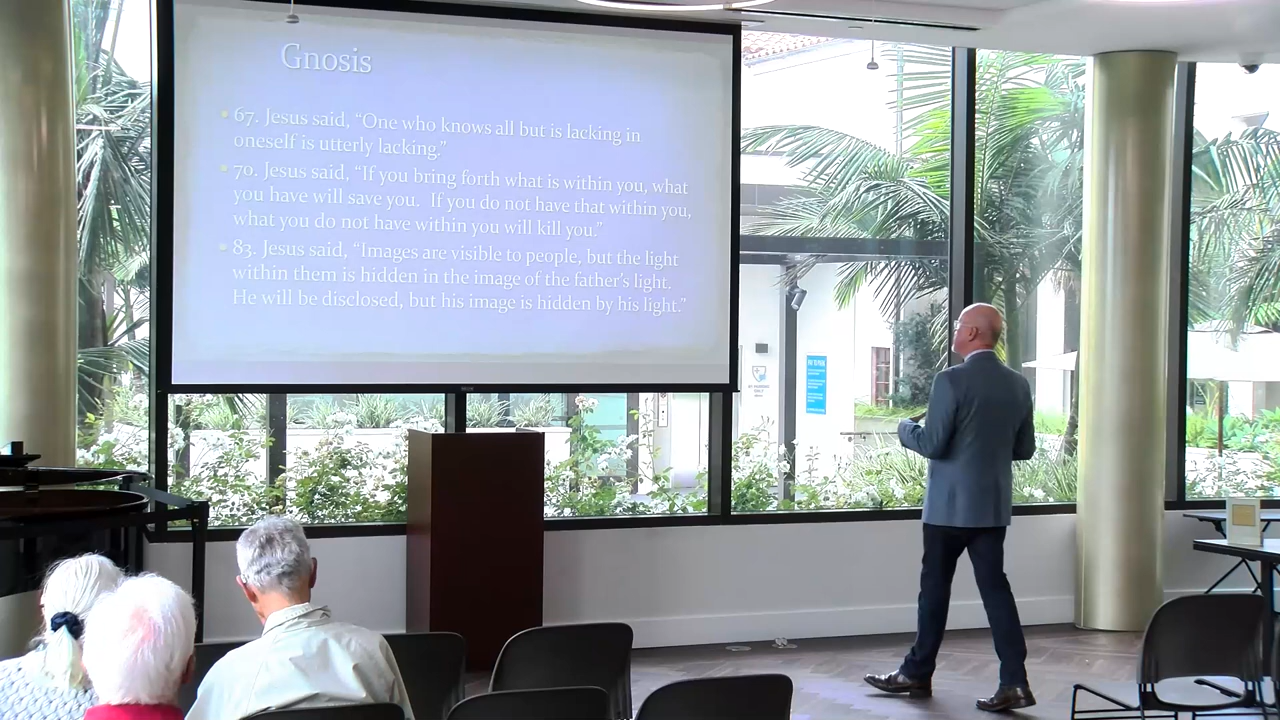 Gnosis
67. Jesus said, “One who knows all but is lacking in
oneself is utterly lacking.”
70. Jesus said, “If you bring forth what is within you, what
you have will save you. If you do not have that within you,
what you do not have within you will kill you.”
83. Jesus said, “Images are visible to people, but the light
within them is hidden in the image of the father’s light.
He will be disclosed, but his image is hidden by his light.”